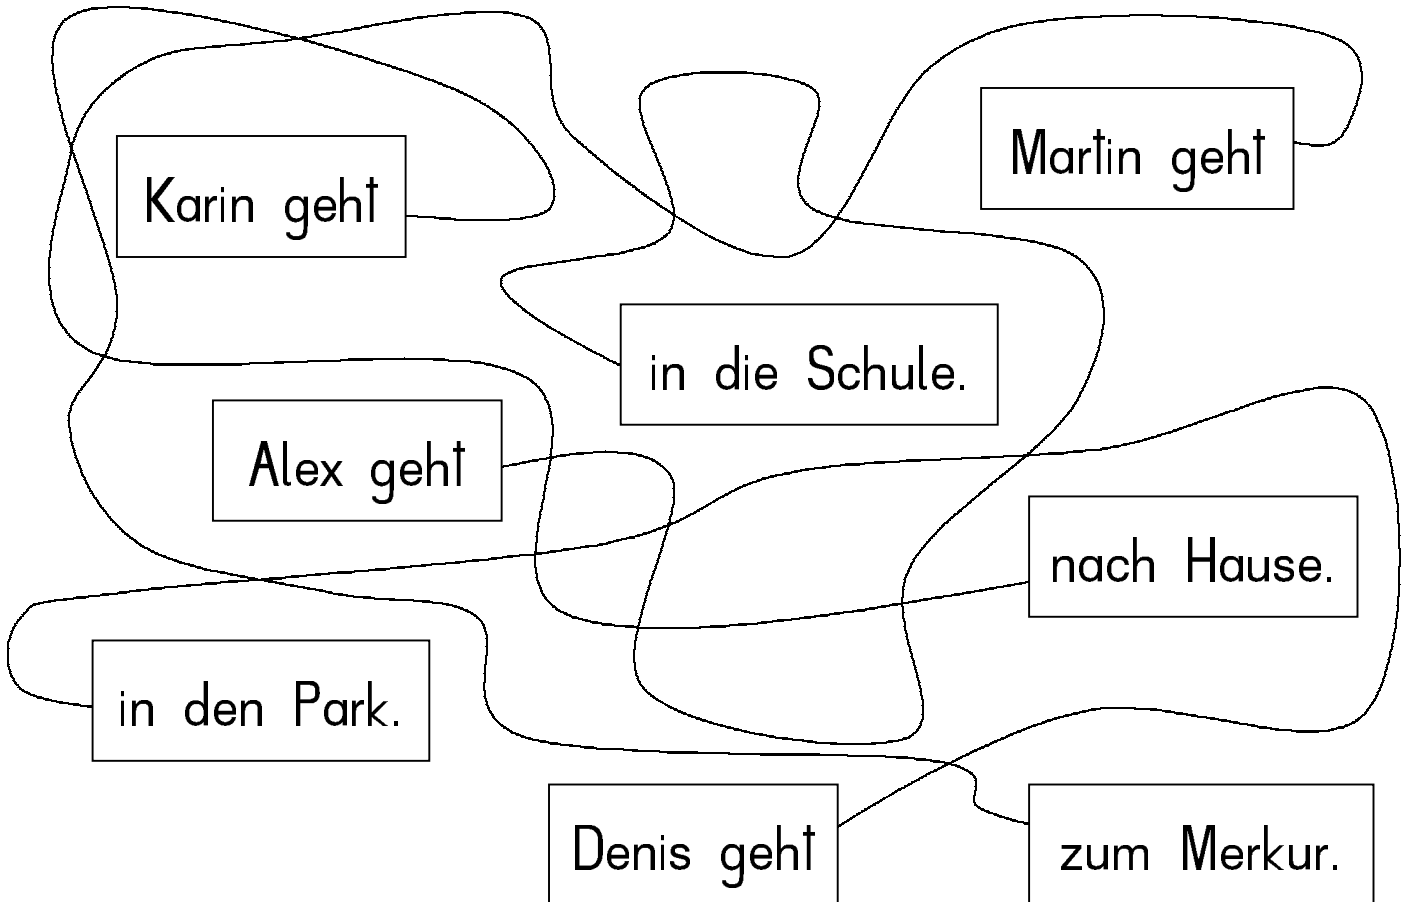 Martin geht
Karin geht
in die Schule.
Alex geht
nach Hause.
in den Park.
Denis geht
zum Merkur.